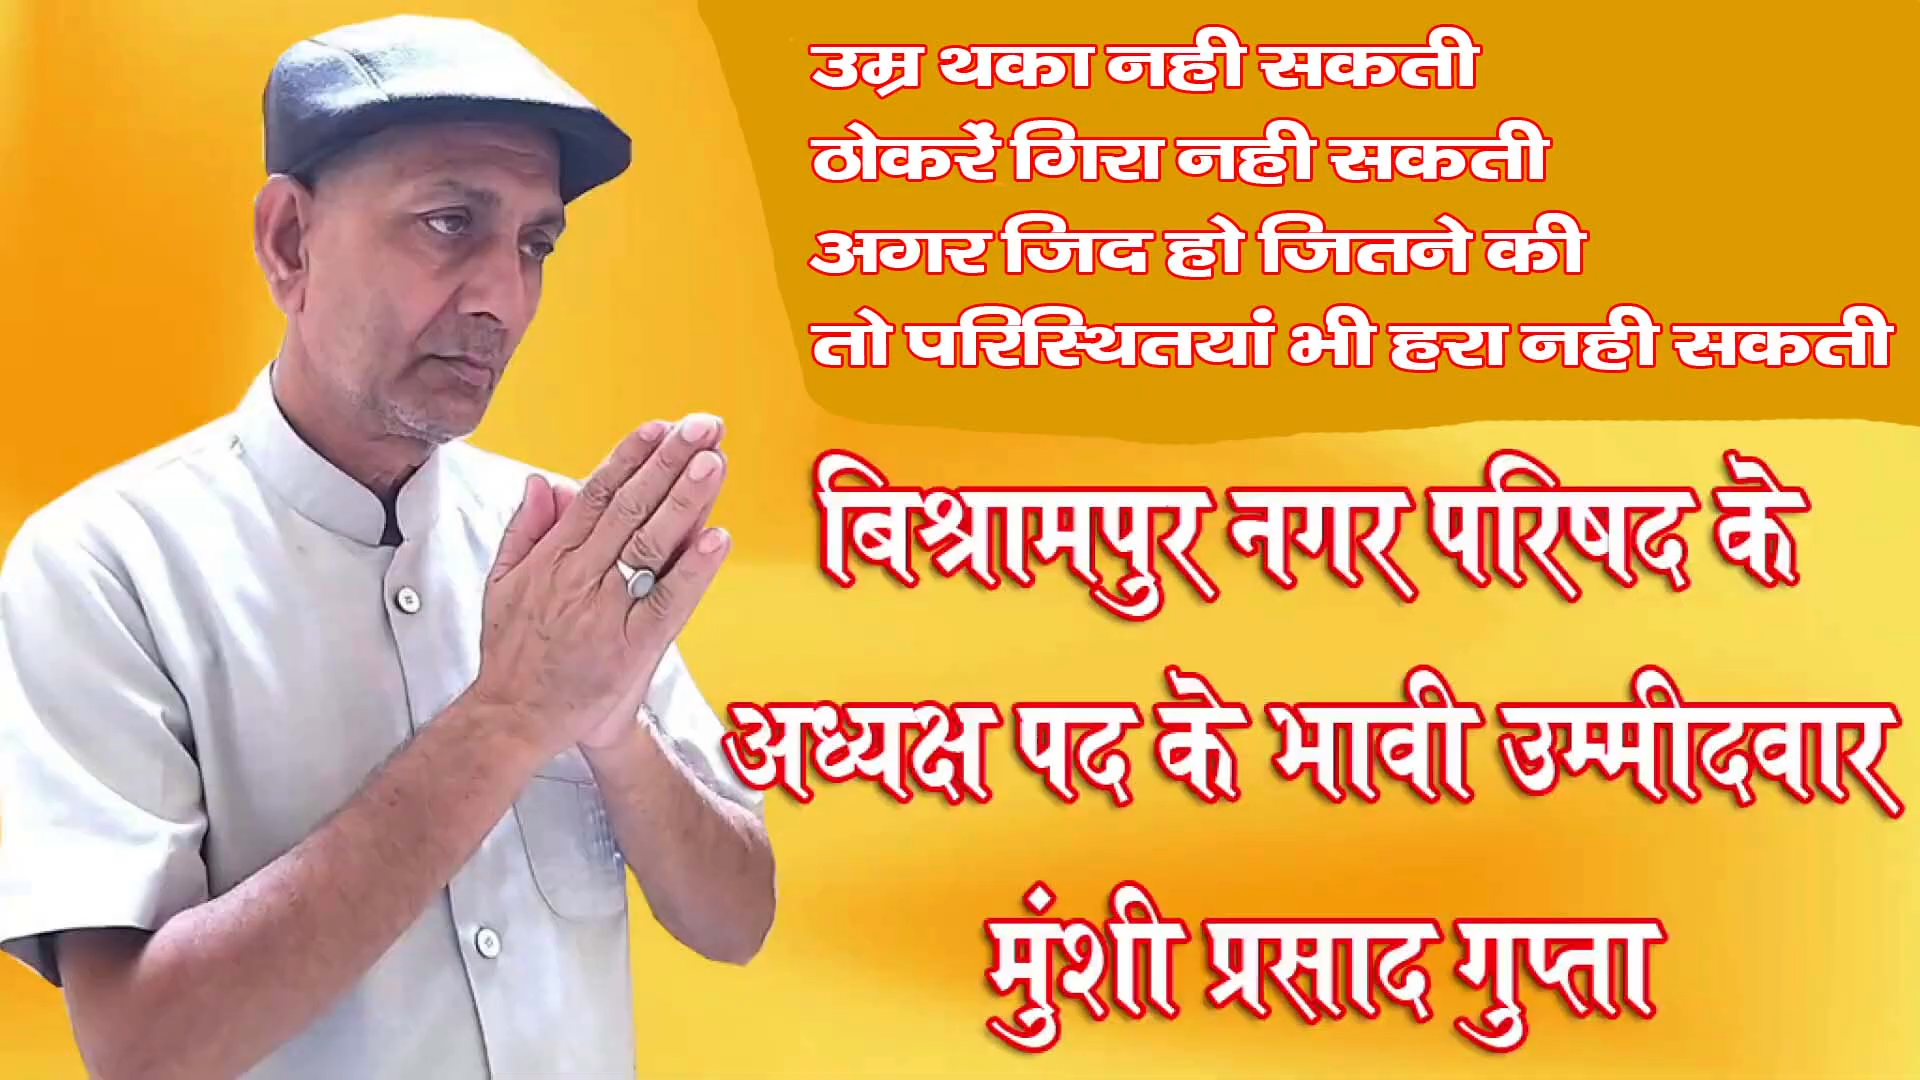 उम्र थका नही सकती
ठोकरें गिरा नही सकती
अगर जिद हो जितने की
तो परिस्थितयां भी हरा नही सकती
बिश्रामपुर नगर परिषद के
अध्यक्ष पद के भावी उम्मीदवार
मुंशी प्रसाद गुप्ता